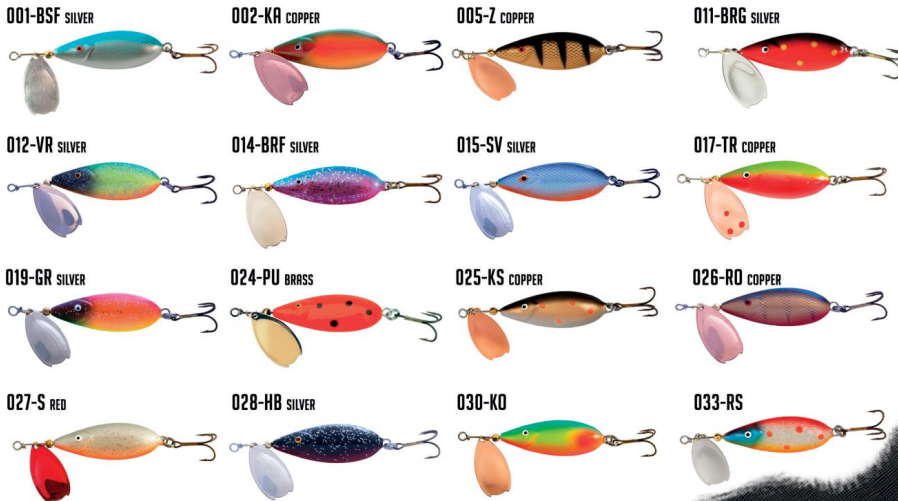 001-BSF SILVER
002-KA COPPER
005-Z COPPER
011-BRG SILVER
012-VR SILVER
014-BRF SILVER
015-SV SILVER
017-TR COPPER
019-GR SILVER
024-PU BRASS
025-KS COPPER
026-RO COPPER
027-S RED
028-HB SILVER
030-KO
033-RS